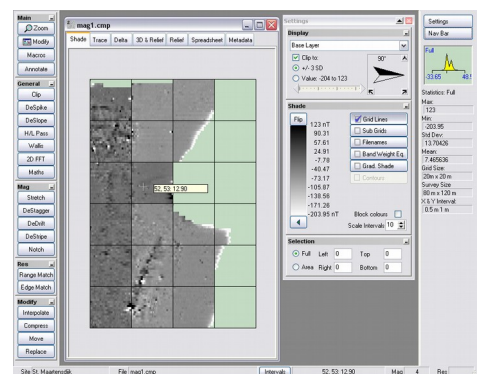 Main
Zoom
Modify
Macros
Annotate
General
Clip
DeSpike
DeSlope
H/L Pass
Wallis
2D FFT
Maths
Mag
Stretch
DeStagger
DeDrift
DeStripe
Notch
Res
Range Match
Edge Match
Modify
Interpolate
Compress
Move
Replace
mag1.cmp
Shade Trace Delta 3D & Relief Relief Spreadsheet Metadata
52, 53: 12.90
Settings
Display
Base Layer
Clip to: 90° A
+/- 3 SD
Value: -204 to 123
Shade
Flip 123 nT Grid Lines
90.31 Sub Grids
57.61 Filenames
24.91 Band Weight Eq.
-7.78 Grad. Shade
-40.47 Contours
-73.17
-105.87
-138.56
-171.26
-203.95 nT Block colours
Scale Intervals 10
Selection
Full Left 0 Top 0
Area Right 0 Bottom 0
Settings
Nav Bar
Full
-33.65 48.5
Statistics: Full
Max:
123
Min:
-203.95
Std Dev:
13.70426
Mean:
7.465636
Grid Size:
20m x 20 m
Survey Size
80 m x 120 m
X & Y Interval:
0.5 m 1 m
Site St. Maartensdijk File mag1.cmp Intervals 52, 53: 12.90 Mag 4 Res